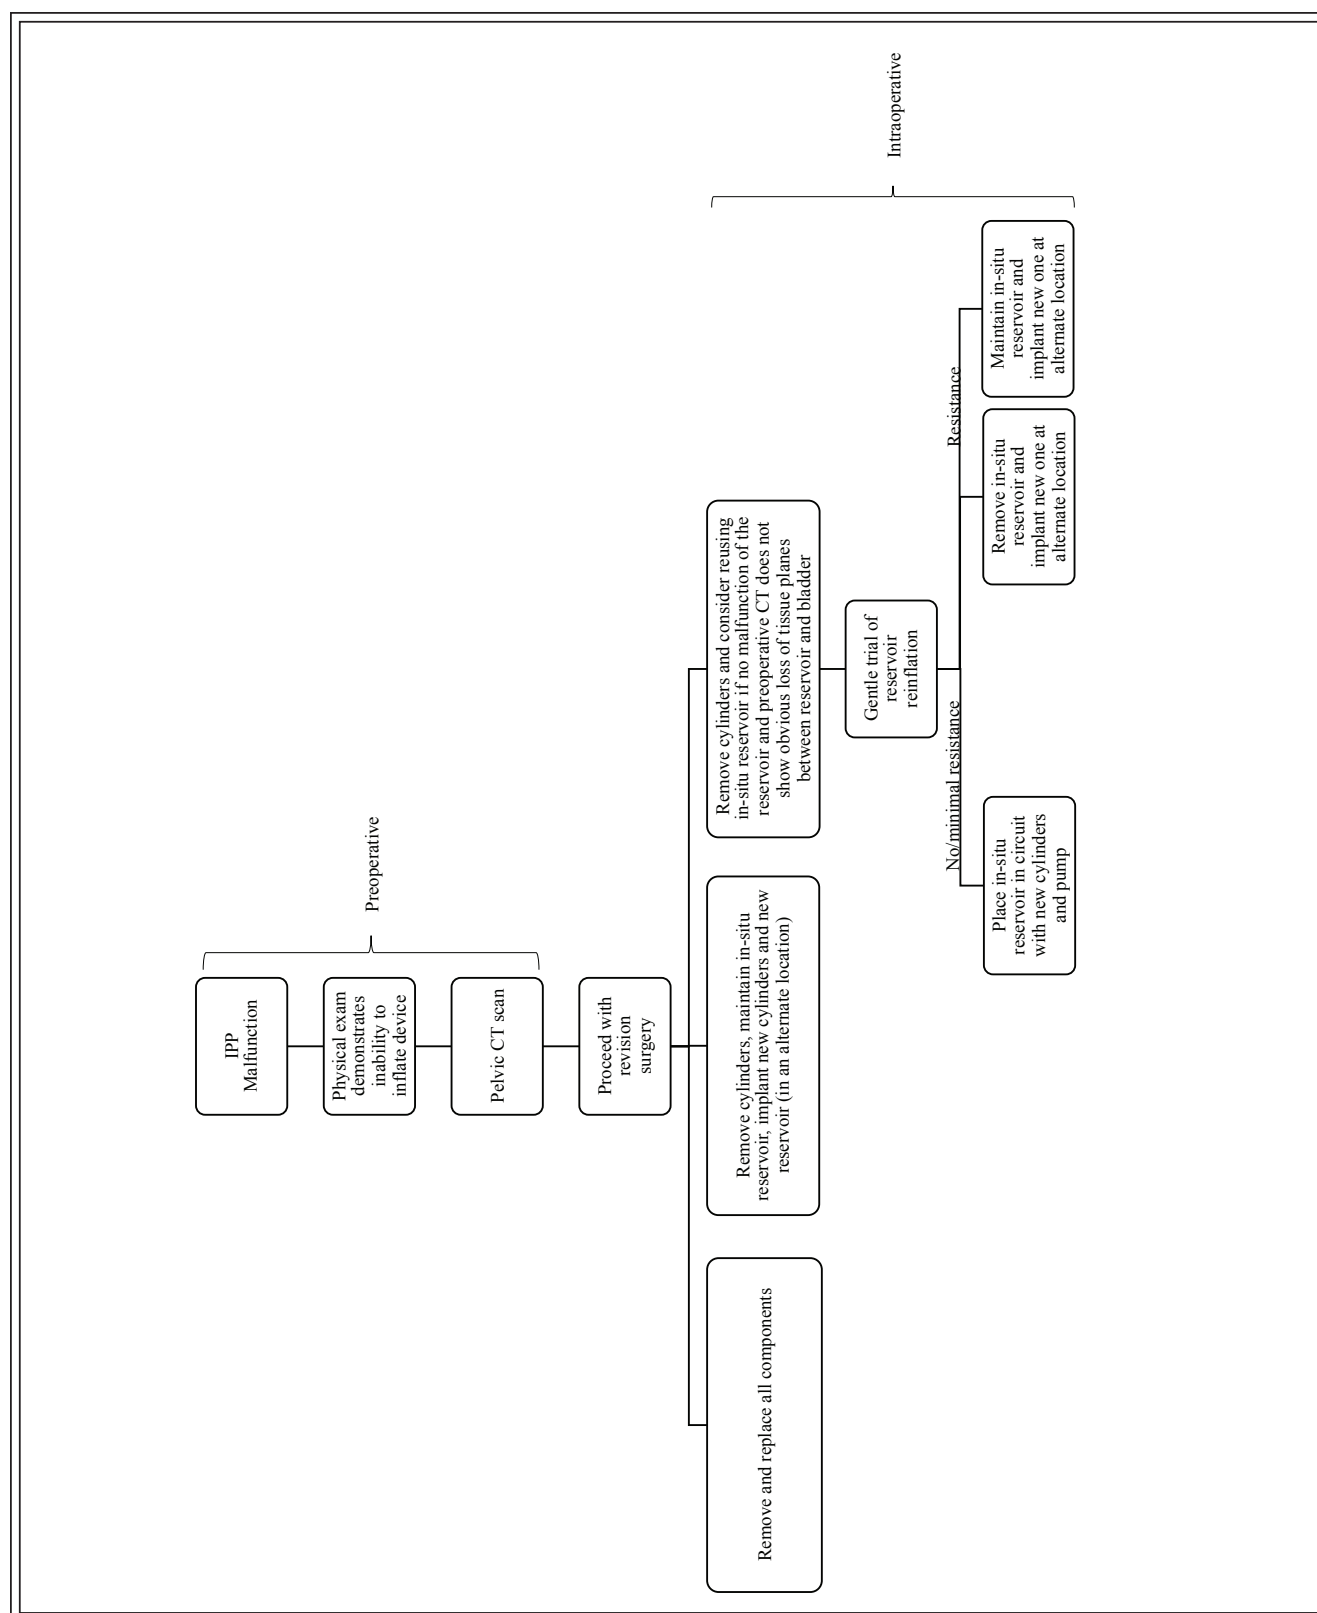 IPP
Malfunction
Physical exam
demonstrates
inability to
inflate device
Pelvic CT scan
Preoperative
Proceed with
revision
surgery
Remove and replace all components
Remove cylinders, maintain in-situ
reservoir, implant new cylinders and new
reservoir (in an alternate location)
Remove cylinders and consider reusing
in-situ reservoir if no malfunction of the
reservoir and preoperative CT does not
show obvious loss of tissue planes
between reservoir and bladder
Gentle trial of
reservoir
reinflation
No/minimal resistance
Resistance
Place in-situ
reservoir in circuit
with new cylinders
and pump
Remove in-situ
reservoir and
implant new one at
alternate location
Maintain in-situ
reservoir and
implant new one at
alternate location
Intraoperative